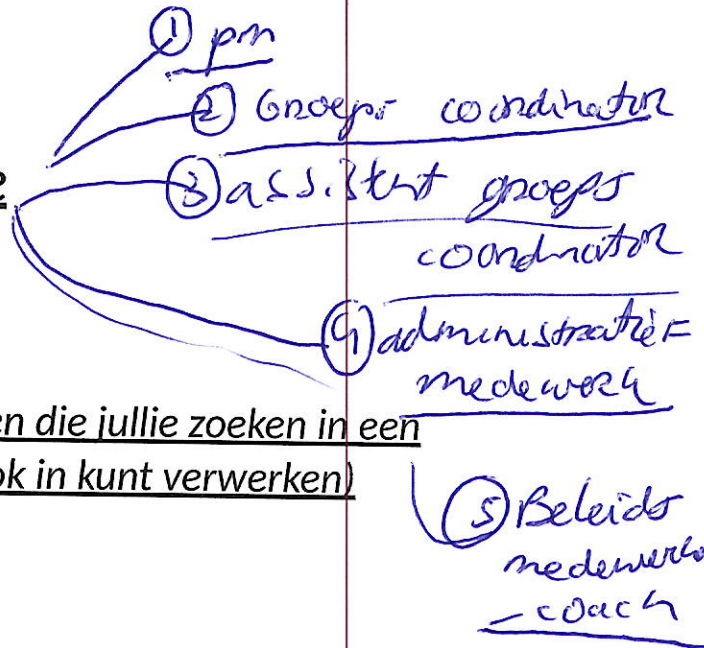 ① pm
② Groeps coordinator
③ assistent groeps
coordinator
④ administratief
medewerk
en die jullie zoeken in een
ok in kunt verwerken)
⑤ Beleids
medewerk
- coach